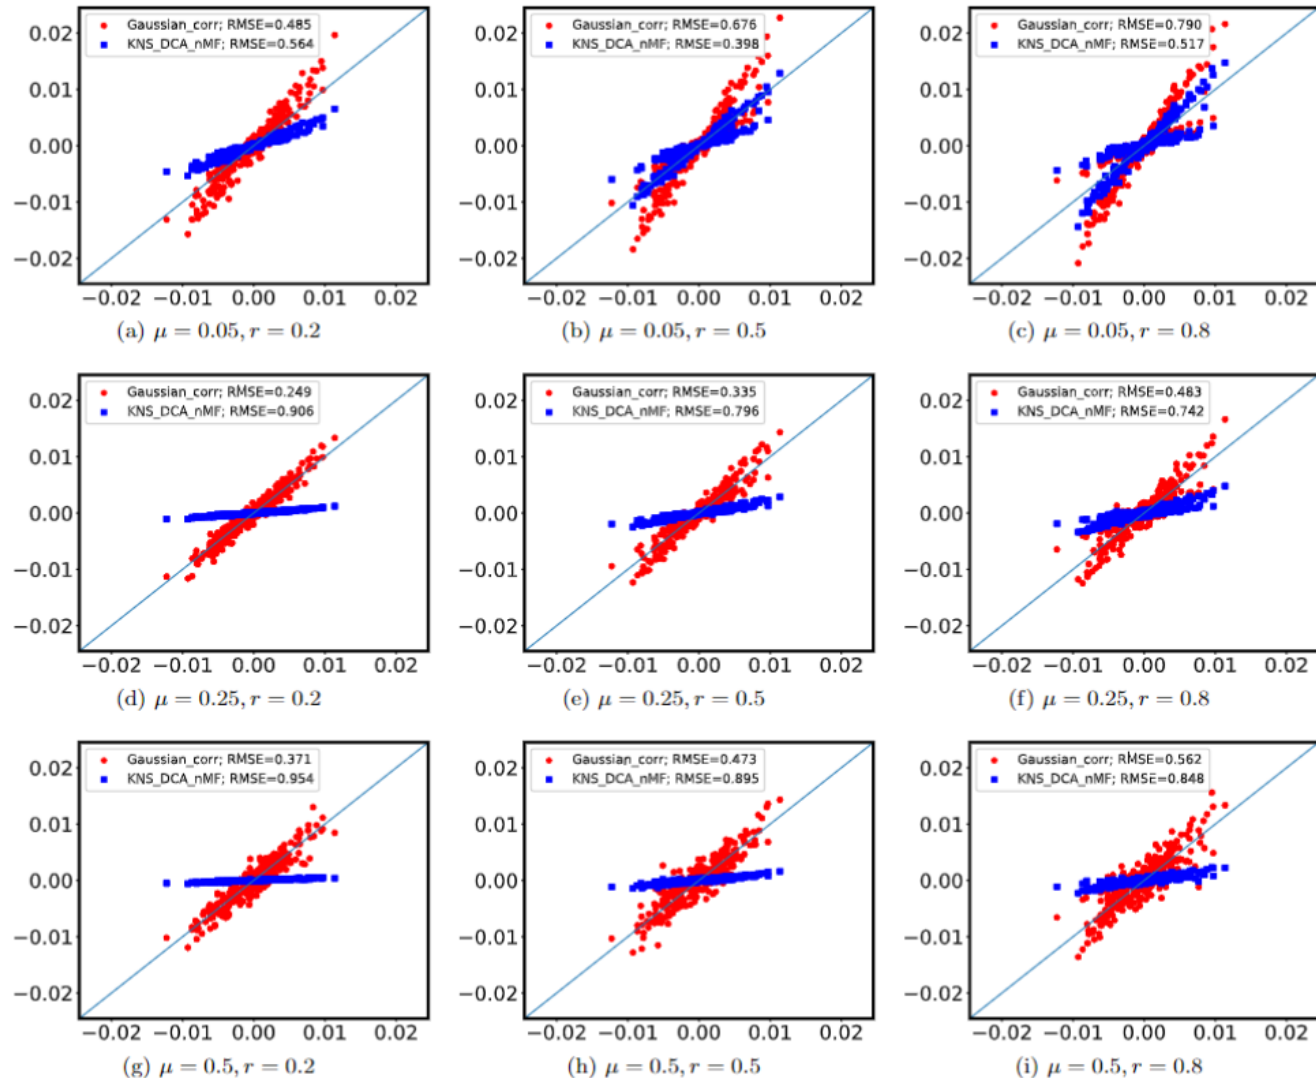 0.02
0.01
0.00
−0.01
−0.02
Gaussian_corr; RMSE=0.485
KNS_DCA_nMF; RMSE=0.564
−0.02 −0.01 0.00 0.01 0.02
(a) μ = 0.05, r = 0.2
0.02
0.01
0.00
−0.01
−0.02
Gaussian_corr; RMSE=0.676
KNS_DCA_nMF; RMSE=0.398
−0.02 −0.01 0.00 0.01 0.02
(b) μ = 0.05, r = 0.5
0.02
0.01
0.00
−0.01
−0.02
Gaussian_corr; RMSE=0.790
KNS_DCA_nMF; RMSE=0.517
−0.02 −0.01 0.00 0.01 0.02
(c) μ = 0.05, r = 0.8
0.02
0.01
0.00
−0.01
−0.02
Gaussian_corr; RMSE=0.249
KNS_DCA_nMF; RMSE=0.906
−0.02 −0.01 0.00 0.01 0.02
(d) μ = 0.25, r = 0.2
0.02
0.01
0.00
−0.01
−0.02
Gaussian_corr; RMSE=0.335
KNS_DCA_nMF; RMSE=0.796
−0.02 −0.01 0.00 0.01 0.02
(e) μ = 0.25, r = 0.5
0.02
0.01
0.00
−0.01
−0.02
Gaussian_corr; RMSE=0.483
KNS_DCA_nMF; RMSE=0.742
−0.02 −0.01 0.00 0.01 0.02
(f) μ = 0.25, r = 0.8
0.02
0.01
0.00
−0.01
−0.02
Gaussian_corr; RMSE=0.371
KNS_DCA_nMF; RMSE=0.954
−0.02 −0.01 0.00 0.01 0.02
(g) μ = 0.5, r = 0.2
0.02
0.01
0.00
−0.01
−0.02
Gaussian_corr; RMSE=0.473
KNS_DCA_nMF; RMSE=0.895
−0.02 −0.01 0.00 0.01 0.02
(h) μ = 0.5, r = 0.5
0.02
0.01
0.00
−0.01
−0.02
Gaussian_corr; RMSE=0.562
KNS_DCA_nMF; RMSE=0.848
−0.02 −0.01 0.00 0.01 0.02
(i) μ = 0.5, r = 0.8